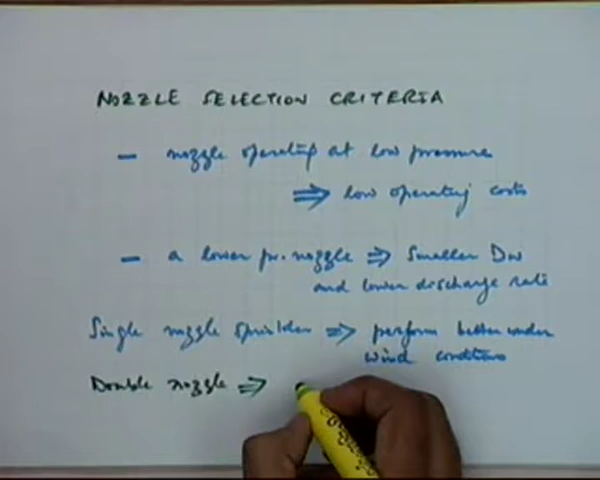 NOZZLE SELECTION CRITERIA
— nozzle operating at low pressure
⇒ low operating costs
— a lower pr. nozzle ⇒ Smaller Dw
and lower discharge rate
Single nozzle sprinkler ⇒ perform better under
wind conditions
Double nozzle ⇒